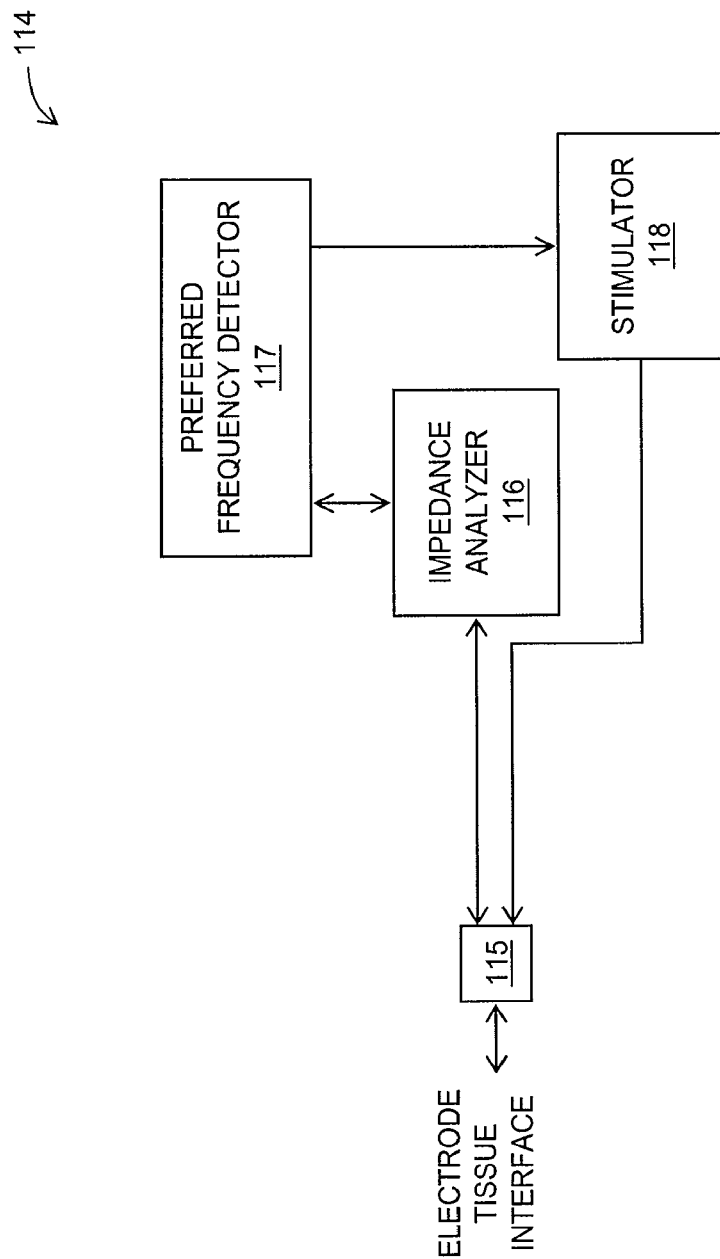 114
PREFERRED
FREQUENCY DETECTOR
117
IMPEDANCE
ANALYZER
116
STIMULATOR
118
115
ELECTRODE
TISSUE
INTERFACE